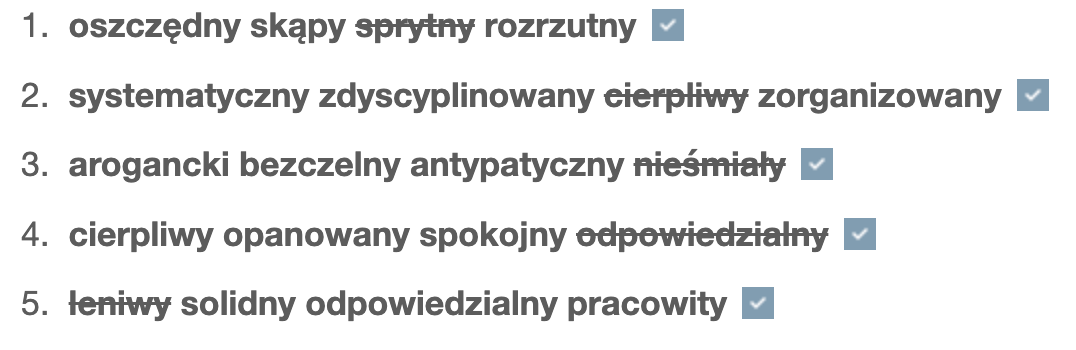 1. oszczędny skąpy sprytny rozrzutny
2. systematyczny zdyscyplinowany cierpliwy zorganizowany
3. arogancki bezczelny antypatyczny nieśmiały
4. cierpliwy opanowany spokojny odpowiedzialny
5. leniwy solidny odpowiedzialny pracowity